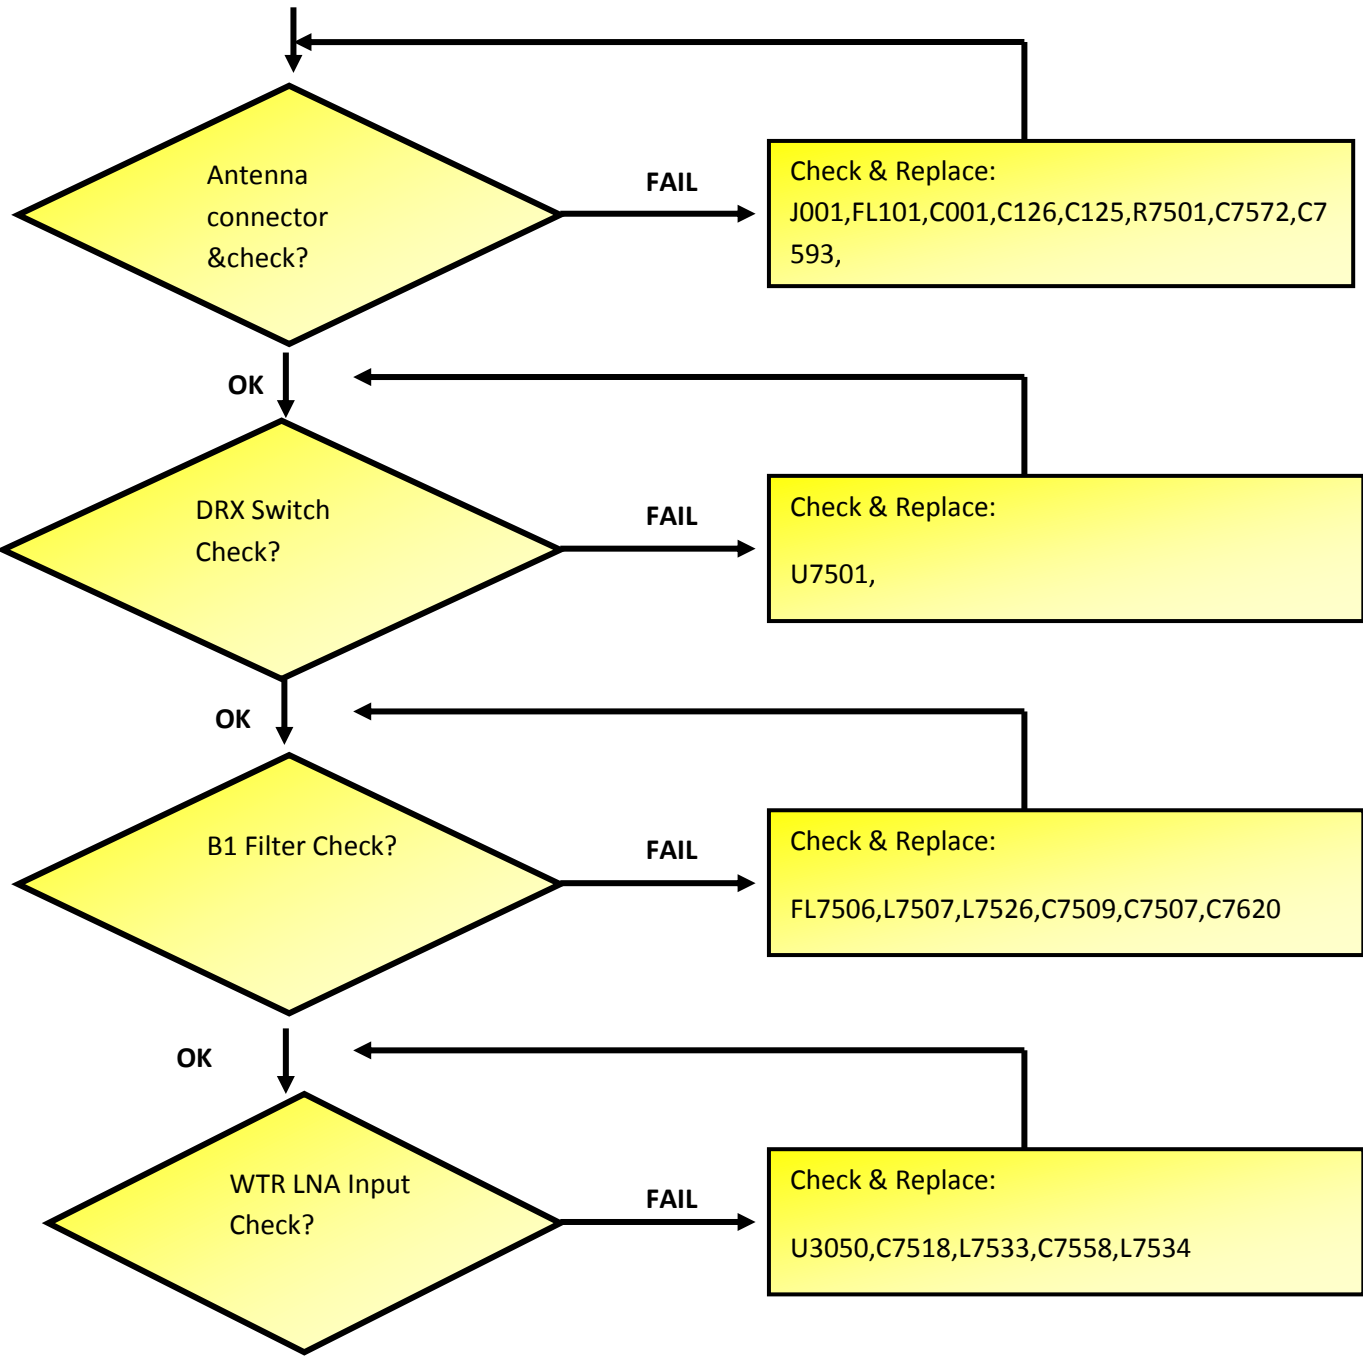 Antenna
connector
&check?
FAIL
Check & Replace:
J001,FL101,C001,C126,C125,R7501,C7572,C7
593,
OK
DRX Switch
Check?
FAIL
Check & Replace:
U7501,
OK
B1 Filter Check?
FAIL
Check & Replace:
FL7506,L7507,L7526,C7509,C7507,C7620
OK
WTR LNA Input
Check?
FAIL
Check & Replace:
U3050,C7518,L7533,C7558,L7534